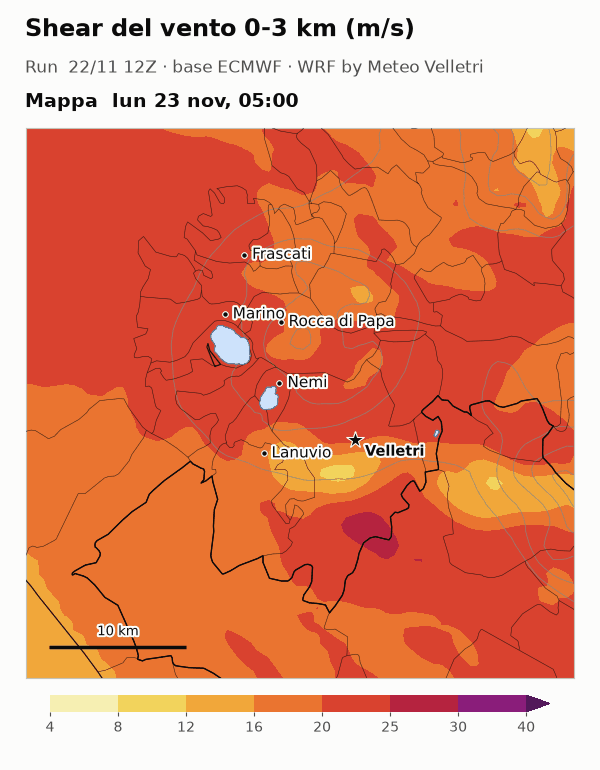 Shear del vento 0-3 km (m/s)
Run  22/11 12Z · base ECMWF · WRF by Meteo Velletri
Mappa  lun 23 nov, 05:00
Frascati
Marino
Rocca di Papa
Nemi
Velletri
Lanuvio
10 km
4 8 12 16 20 25 30 40